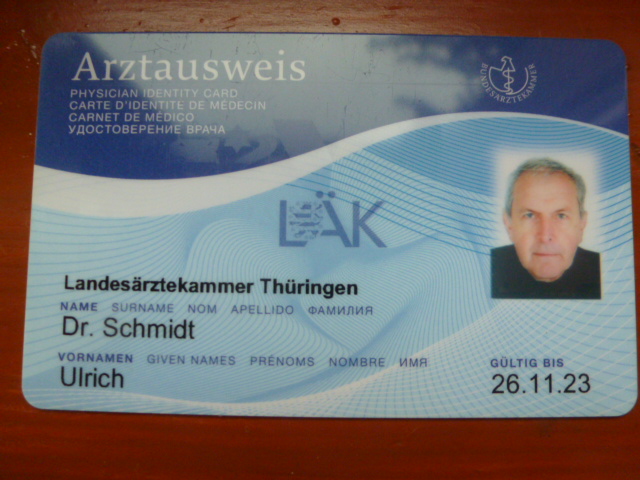 Arztausweis
PHYSICIAN IDENTITY CARD
CARTE D'IDENTITE DE MÉDECIN
CARNET DE MÉDICO
УДОСТОВЕРЕНИЕ ВРАЧА
BUNDESÄRZTEKAMMER
LÄK
Landesärztekammer Thüringen
NAME SURNAME NOM APELLIDO ФАМИЛИЯ
Dr. Schmidt
VORNAMEN GIVEN NAMES PRÉNOMS NOMBRE ИМЯ
Ulrich
GÜLTIG BIS
26.11.23